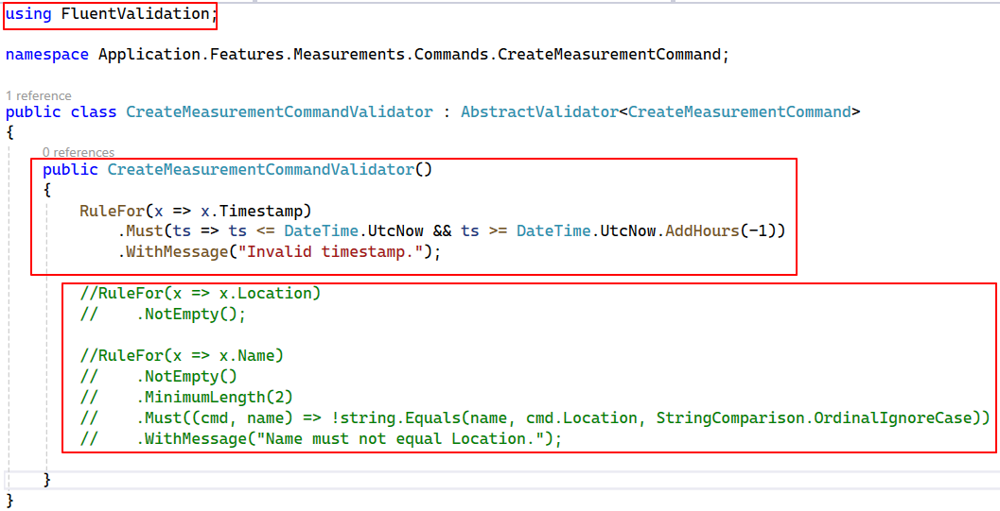 using FluentValidation;
namespace Application.Features.Measurements.Commands.CreateMeasurementCommand;
1 reference
public class CreateMeasurementCommandValidator : AbstractValidator<CreateMeasurementCommand>
{
0 references
public CreateMeasurementCommandValidator()
{
RuleFor(x => x.Timestamp)
.Must(ts => ts <= DateTime.UtcNow && ts >= DateTime.UtcNow.AddHours(-1))
.WithMessage("Invalid timestamp.");
//RuleFor(x => x.Location)
//    .NotEmpty();
//RuleFor(x => x.Name)
//    .NotEmpty()
//    .MinimumLength(2)
//    .Must((cmd, name) => !string.Equals(name, cmd.Location, StringComparison.OrdinalIgnoreCase))
//    .WithMessage("Name must not equal Location.");
}
}